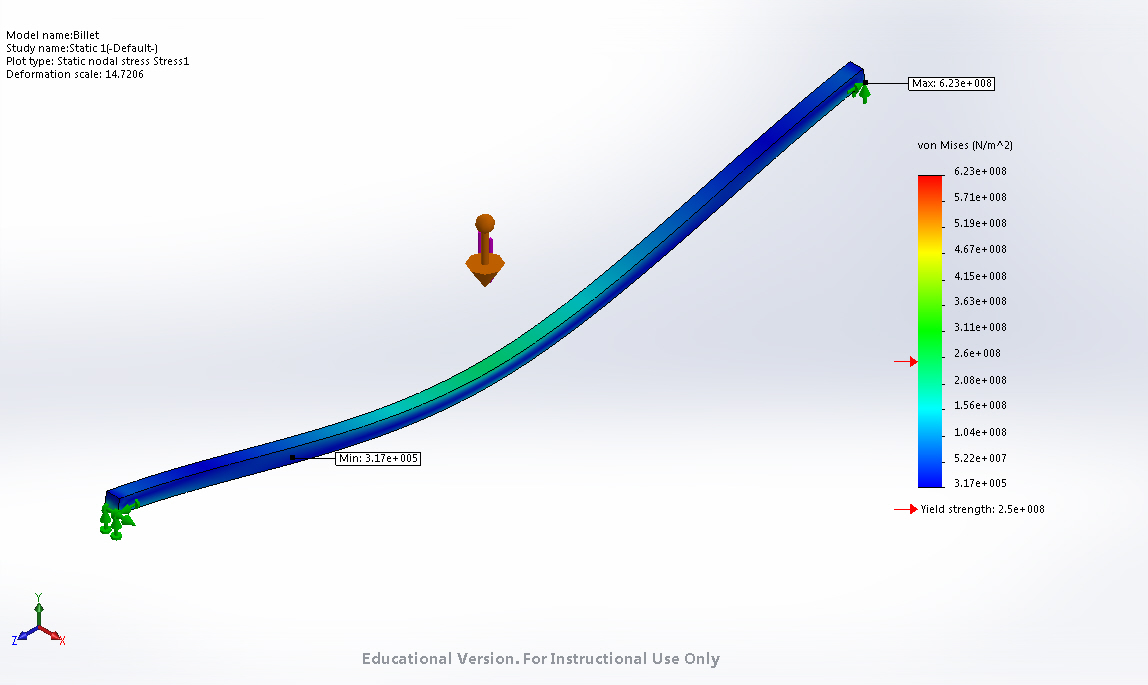 Model name:Billet
Study name:Static 1(-Default-)
Plot type: Static nodal stress Stress1
Deformation scale: 14.7206
Max: 6.23e+008
von Mises (N/m^2)
6.23e+008
5.71e+008
5.19e+008
4.67e+008
4.15e+008
3.63e+008
3.11e+008
2.6e+008
2.08e+008
1.56e+008
1.04e+008
5.22e+007
3.17e+005
Yield strength: 2.5e+008
Min: 3.17e+005
Y
Z
X
Educational Version. For Instructional Use Only